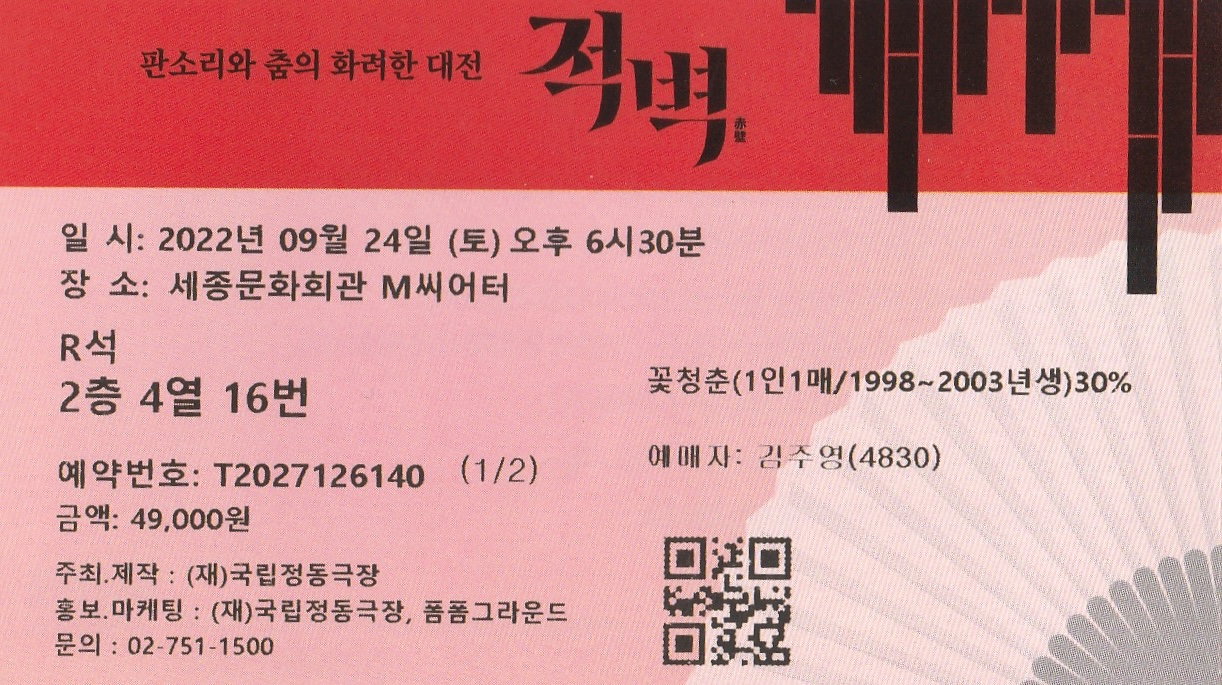 판소리와 춤의 화려한 대전
적벽
赤壁
일 시: 2022년 09월 24일 (토) 오후 6시30분
장 소: 세종문화회관 M씨어터
R석
2층 4열 16번
꽃청춘(1인1매/1998~2003년생)30%
예매자: 김주영(4830)
예약번호: T2027126140 (1/2)
금액: 49,000원
주최.제작 : (재)국립정동극장
홍보.마케팅 : (재)국립정동극장, 폼폼그라운드
문의 : 02-751-1500